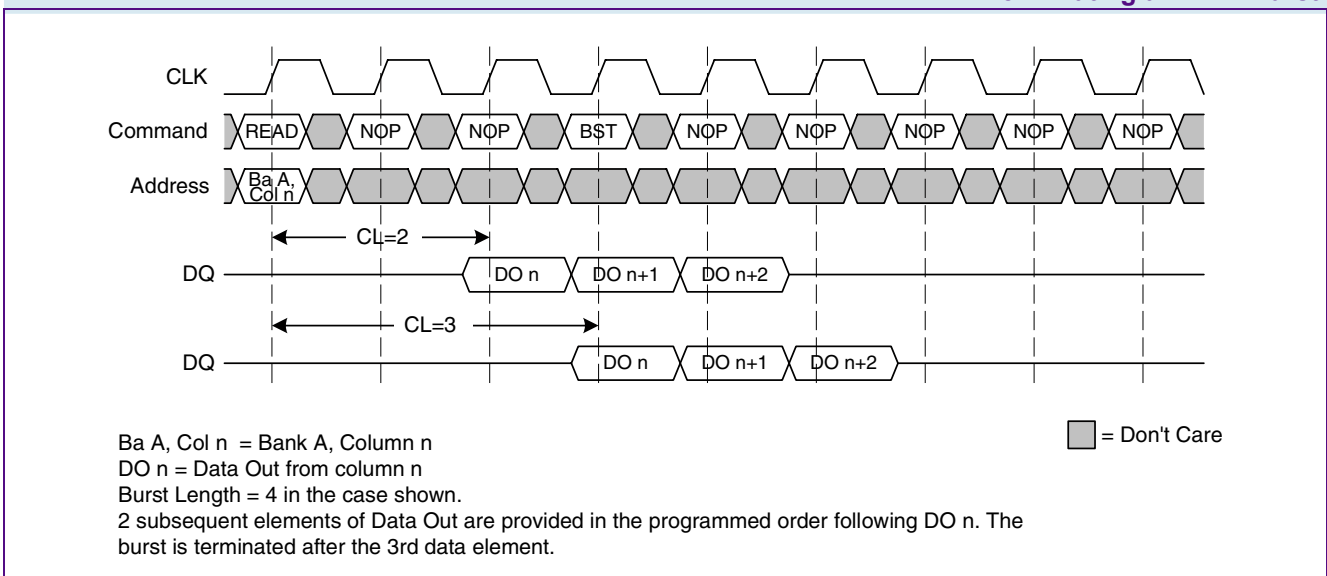 CLK
Command READ NOP NOP BST NOP NOP NOP NOP NOP
Address Ba A,
Col n
CL=2
DQ DO n DO n+1 DO n+2
CL=3
DQ DO n DO n+1 DO n+2
Ba A, Col n = Bank A, Column n
= Don't Care
DO n = Data Out from column n
Burst Length = 4 in the case shown.
2 subsequent elements of Data Out are provided in the programmed order following DO n. The
burst is terminated after the 3rd data element.